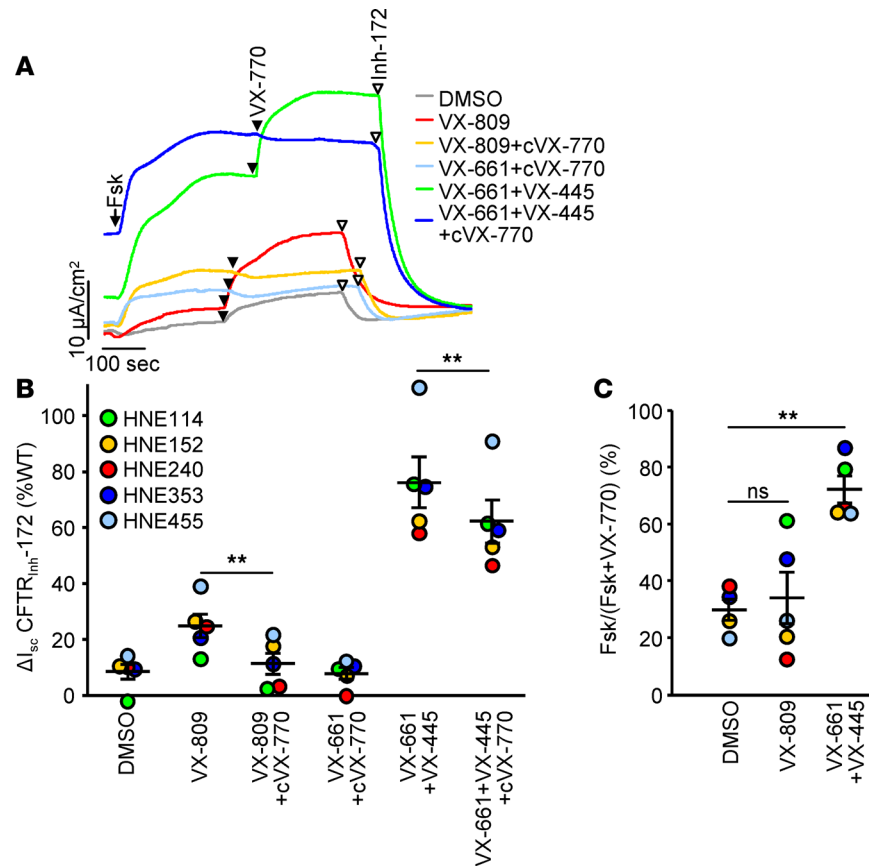 A
Fsk
VX-770
Inh-172
DMSO
VX-809
VX-809+cVX-770
VX-661+cVX-770
VX-661+VX-445
VX-661+VX-445
+cVX-770
10 µA/cm²
100 sec
B
ΔIsc CFTRInh-172 (%WT)
100
80
60
40
20
0
HNE114
HNE152
HNE240
HNE353
HNE455
**
**
DMSO
VX-809
VX-809
+cVX-770
VX-661
+cVX-770
VX-661
+VX-445
VX-661+VX-445
+cVX-770
C
Fsk/(Fsk+VX-770) (%)
100
80
60
40
20
0
**
ns
DMSO
VX-809
VX-661
+VX-445